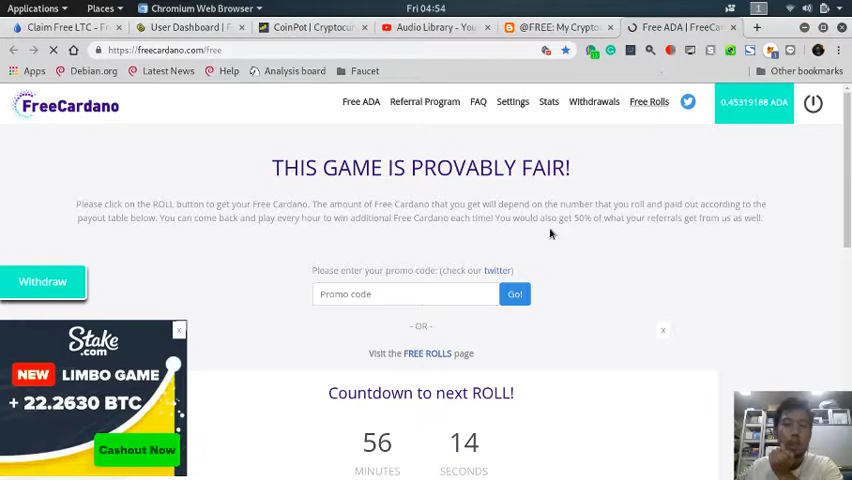 Applications Places Chromium Web Browser Fri 04:54 1
Claim Free LTC - Fr User Dashboard | F CoinPot | Cryptocur Audio Library - You @FREE: My Crypto Free ADA | FreeCar
https://freecardano.com/free
Apps Debian.org Latest News Help Analysis board Faucet Other bookmarks
FreeCardano Free ADA Referral Program FAQ Settings Stats Withdrawals Free Rolls 0.45319188 ADA
THIS GAME IS PROVABLY FAIR!
Please click on the ROLL button to get your Free Cardano. The amount of Free Cardano that you get will depend on the number that you roll and paid out according to the
payout table below. You can come back and play every hour to win additional Free Cardano each time! You would also get 50% of what your referrals get from us as well.
Please enter your promo code: (check our twitter)
Withdraw
Promo code Go!
- OR -
x
x
Visit the FREE ROLLS page
Stake
.com
NEW LIMBO GAME
+ 22.2630 BTC
Cashout Now
Countdown to next ROLL!
56 14
MINUTES SECONDS